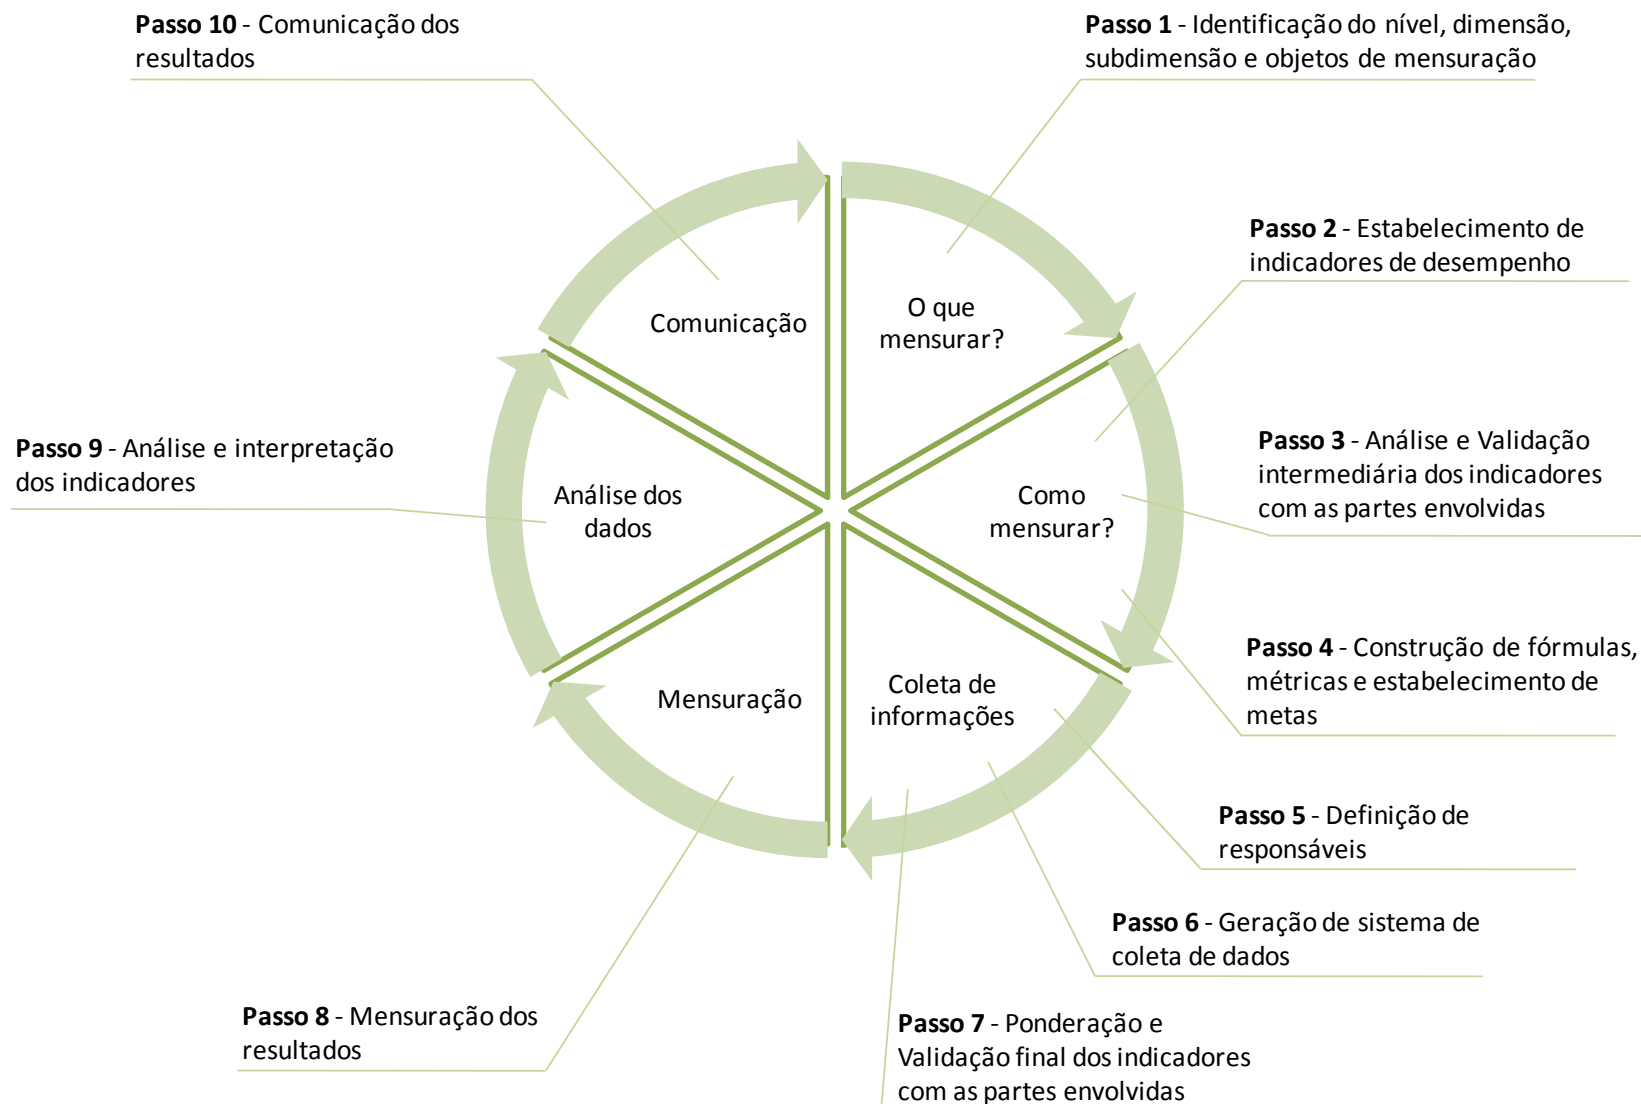 Passo 10 - Comunicação dos
resultados
Passo 1 - Identificação do nível, dimensão,
subdimensão e objetos de mensuração
Passo 2 - Estabelecimento de
indicadores de desempenho
Comunicação
O que
mensurar?
Passo 9 - Análise e interpretação
dos indicadores
Passo 3 - Análise e Validação
intermediária dos indicadores
com as partes envolvidas
Análise dos
dados
Como
mensurar?
Passo 4 - Construção de fórmulas,
métricas e estabelecimento de
metas
Mensuração
Coleta de
informações
Passo 5 - Definição de
responsáveis
Passo 6 - Geração de sistema de
coleta de dados
Passo 8 - Mensuração dos
resultados
Passo 7 - Ponderação e
Validação final dos indicadores
com as partes envolvidas